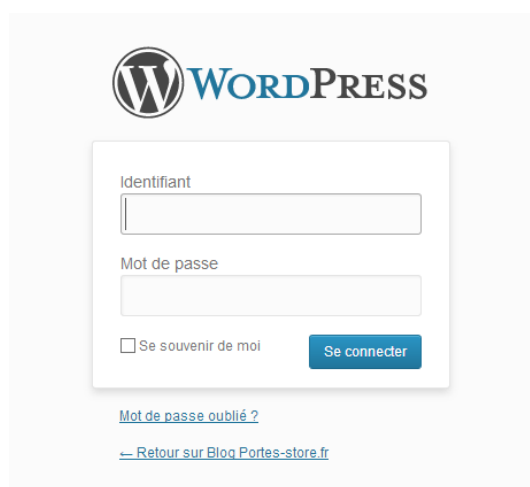 WORDPRESS
Identifiant
Mot de passe
Se souvenir de moi
Se connecter
Mot de passe oublié ?
← Retour sur Blog Portes-store.fr